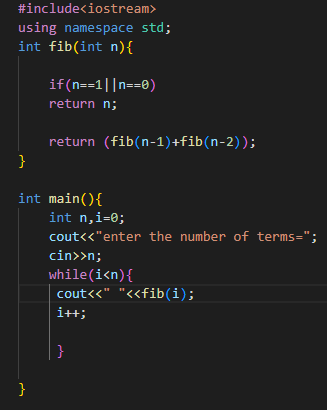 #include<iostream>
using namespace std;
int fib(int n){
if(n==1||n==0)
return n;
return (fib(n-1)+fib(n-2));
}
int main(){
int n,i=0;
cout<<"enter the number of terms=";
cin>>n;
while(i<n){
cout<<" "<<fib(i);
i++;
}
}